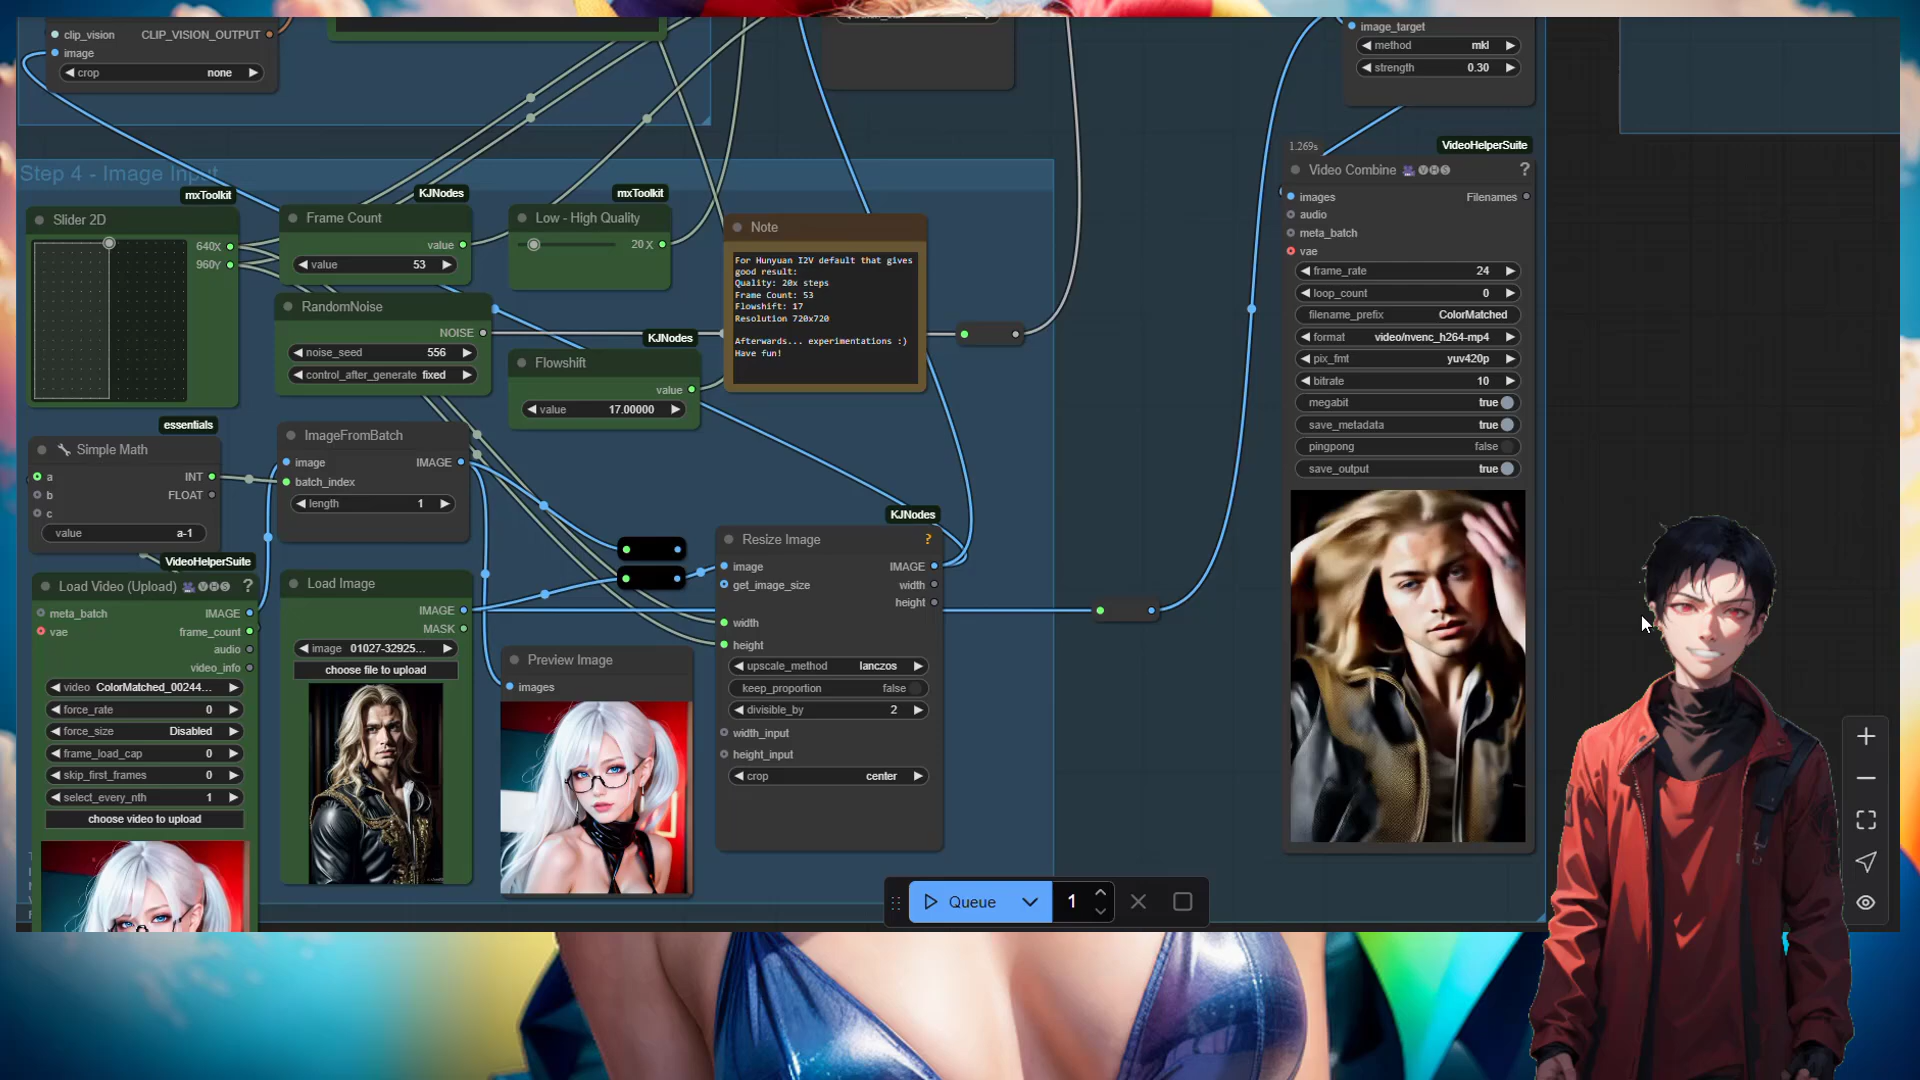 clip_vision
CLIP_VISION_OUTPUT
image
crop
none
image_target
method
mkl
strength
0.30
Step 4 - Image Input
mxToolkit
Slider 2D
640X
960Y
KJNodes
Frame Count
value
value
53
mxToolkit
Low - High Quality
20 X
RandomNoise
NOISE
noise_seed
556
control_after_generate
fixed
KJNodes
Flowshift
value
value
17.00000
Note
For Hunyuan I2V default that gives
good result:
Quality: 20x steps
Frame Count: 53
Flowshift: 17
Resolution 720x720
Afterwards... experimentations :)
Have fun!
essentials
Simple Math
a
INT
b
FLOAT
c
value
a-1
ImageFromBatch
image
IMAGE
batch_index
length
1
VideoHelperSuite
Load Video (Upload)
VHS
?
meta_batch
IMAGE
vae
frame_count
audio
video_info
video
ColorMatched_00244...
force_rate
0
force_size
Disabled
frame_load_cap
0
skip_first_frames
0
select_every_nth
1
choose video to upload
Load Image
IMAGE
MASK
image
01027-32925...
choose file to upload
Preview Image
images
KJNodes
Resize Image
?
image
IMAGE
get_image_size
width
height
width
height
upscale_method
lanczos
keep_proportion
false
divisible_by
2
width_input
height_input
crop
center
1.269s
VideoHelperSuite
Video Combine
VHS
?
images
Filenames
audio
meta_batch
vae
frame_rate
24
loop_count
0
filename_prefix
ColorMatched
format
video/nvenc_h264-mp4
pix_fmt
yuv420p
bitrate
10
megabit
true
save_metadata
true
pingpong
false
save_output
true
Queue
1